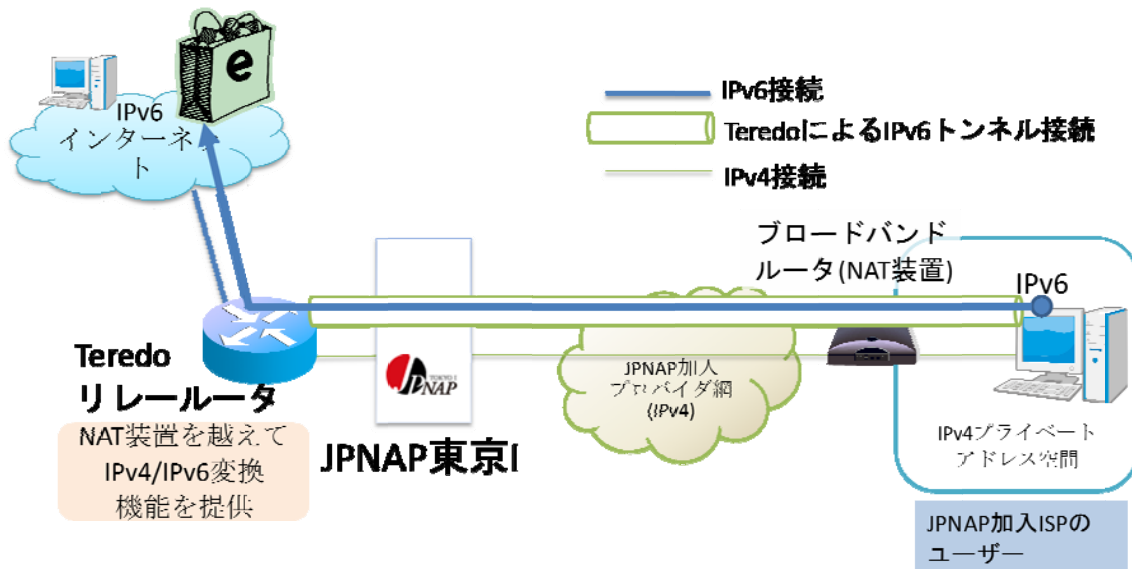 e
IPv6
インターネッ
ト
IPv6接続
TeredoによるIPv6トンネル接続
IPv4接続
ブロードバンド
ルータ(NAT装置)
IPv6
Teredo
リレールータ
NAT装置を越えて
IPv4/IPv6変換
機能を提供
TOKYO I
JPNAP
JPNAP東京I
JPNAP加入
プロバイダ網
(IPv4)
IPv4プライベート
アドレス空間
JPNAP加入ISPの
ユーザー